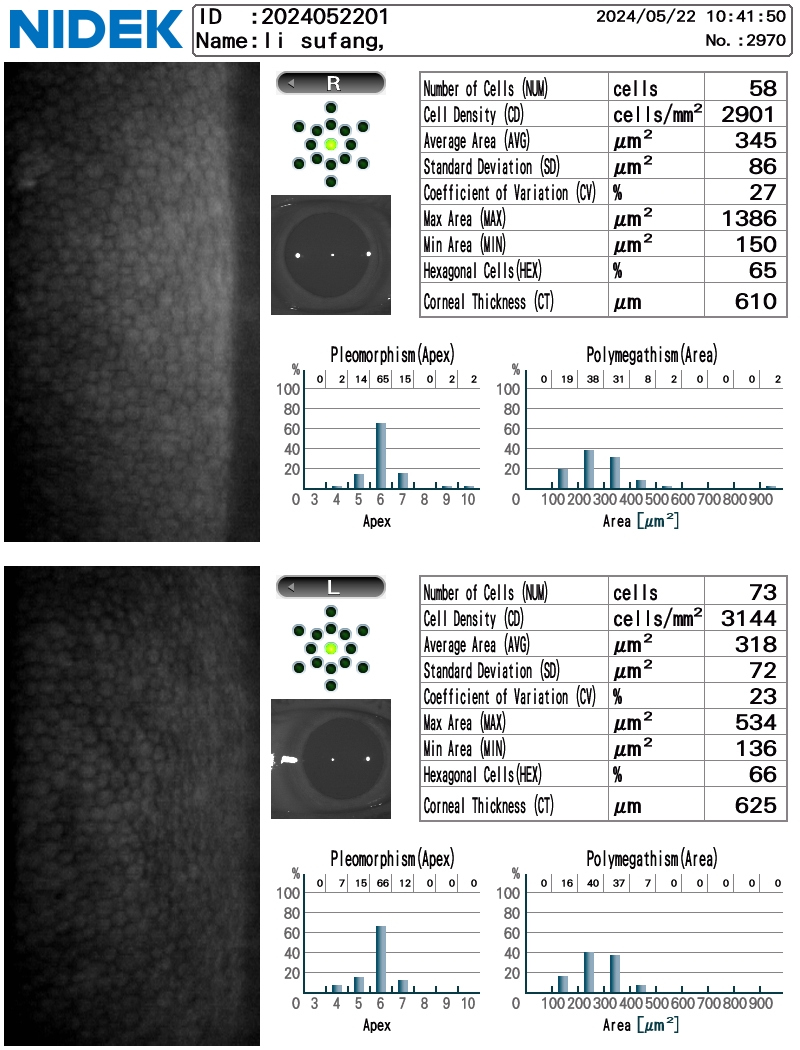 NIDEK
ID :2024052201 2024/05/22 10:41:50
Name:li sufang, No. :2970
R
Number of Cells (NUM) cells 58
Cell Density (CD) cells/mm² 2901
Average Area (AVG) μm² 345
Standard Deviation (SD) μm² 86
Coefficient of Variation (CV) % 27
Max Area (MAX) μm² 1386
Min Area (MIN) μm² 150
Hexagonal Cells(HEX) % 65
Corneal Thickness (CT) μm 610
Pleomorphism(Apex) Polymegathism(Area)
% 0 2 14 65 15 0 2 2 % 0 19 38 31 8 2 0 0 0 2
100 100
80 80
60 60
40 40
20 20
0 3 4 5 6 7 8 9 10 0 100 200 300 400 500 600 700 800 900
Apex Area [μm²]
L
Number of Cells (NUM) cells 73
Cell Density (CD) cells/mm² 3144
Average Area (AVG) μm² 318
Standard Deviation (SD) μm² 72
Coefficient of Variation (CV) % 23
Max Area (MAX) μm² 534
Min Area (MIN) μm² 136
Hexagonal Cells(HEX) % 66
Corneal Thickness (CT) μm 625
Pleomorphism(Apex) Polymegathism(Area)
% 0 7 15 66 12 0 0 0 % 0 16 40 37 7 0 0 0 0 0
100 100
80 80
60 60
40 40
20 20
0 3 4 5 6 7 8 9 10 0 100 200 300 400 500 600 700 800 900
Apex Area [μm²]